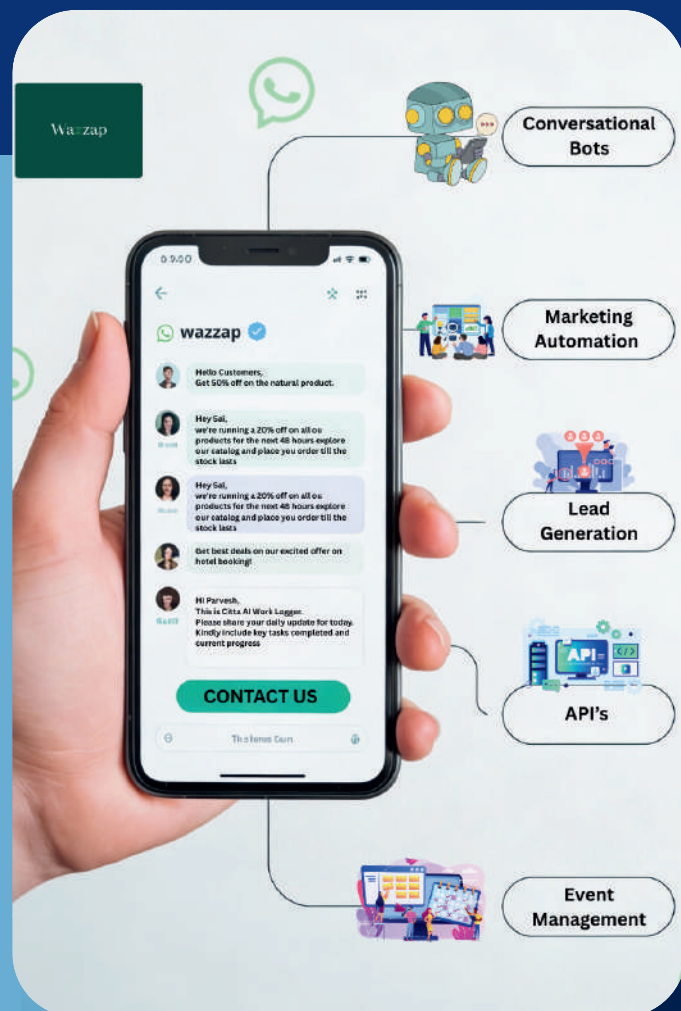 Wazzap
Conversational
Bots
wazzap
Hello Customers,
Get 50% off on the natural product.
Marketing
Automation
Hey Sai,
we're running a 20% off on all ou
products for the next 48 hours explore
our catalog and place you order till the
stock lasts
Hey Sai,
we're running a 20% off on all ou
products for the next 48 hours explore
our catalog and place you order till the
stock lasts
Lead
Generation
Get best deals on our excited offer on
hotel booking!
Hi Parvesh,
This is Citta AI Work Logger.
Please share your daily update for today.
Kindly include key tasks completed and
current progress
API
</>
API's
CONTACT US
Event
Management